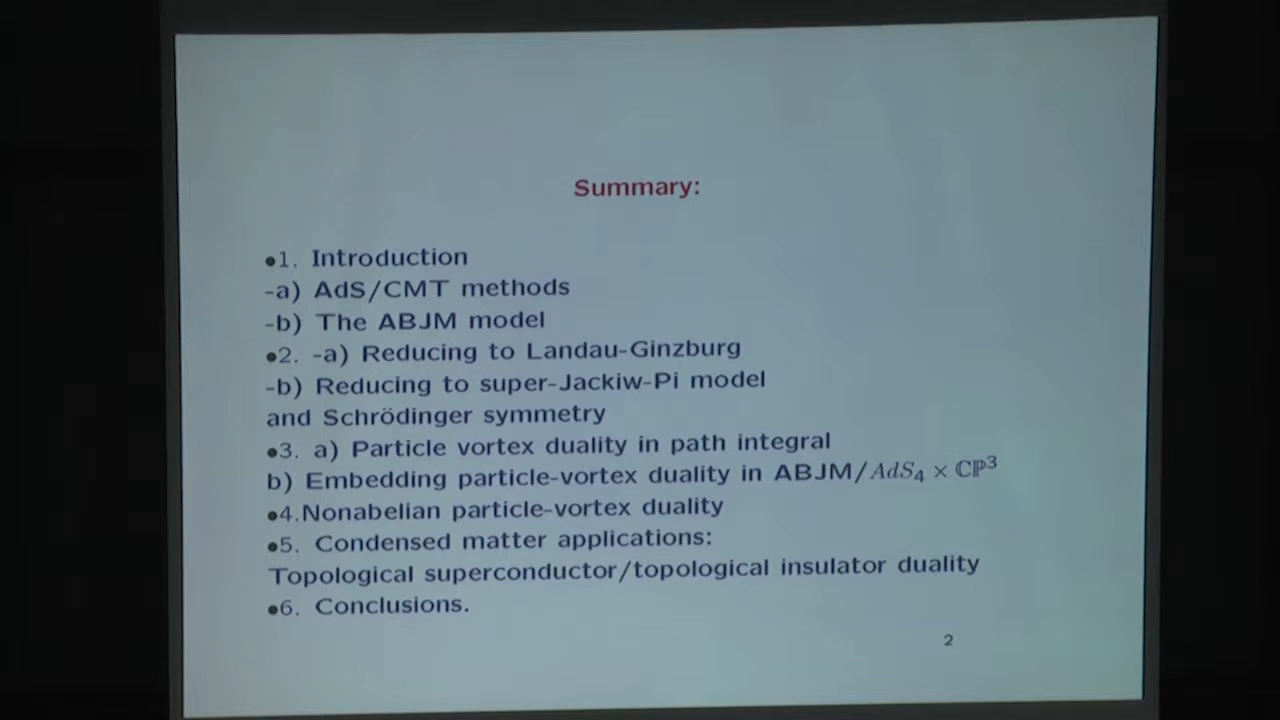 Summary:
•1. Introduction
-a) AdS/CMT methods
-b) The ABJM model
•2. -a) Reducing to Landau-Ginzburg
-b) Reducing to super-Jackiw-Pi model
and Schrödinger symmetry
•3. a) Particle vortex duality in path integral
b) Embedding particle-vortex duality in ABJM/AdS₄ × ℂℙ³
•4.Nonabelian particle-vortex duality
•5. Condensed matter applications:
Topological superconductor/topological insulator duality
•6. Conclusions.
2